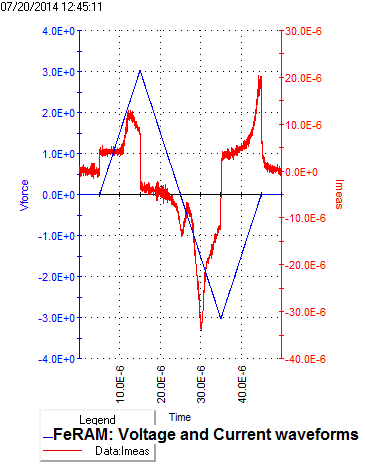 07/20/2014 12:45:11
4.0E+0
3.0E+0
2.0E+0
1.0E+0
0.0E+0
-1.0E+0
-2.0E+0
-3.0E+0
-4.0E+0
Vforce
30.0E-6
20.0E-6
10.0E-6
0.0E+0
-10.0E-6
-20.0E-6
-30.0E-6
-40.0E-6
Imeas
10.0E-6
20.0E-6
30.0E-6
40.0E-6
Time
Legend
FeRAM: Voltage and Current waveforms
Data:Imeas